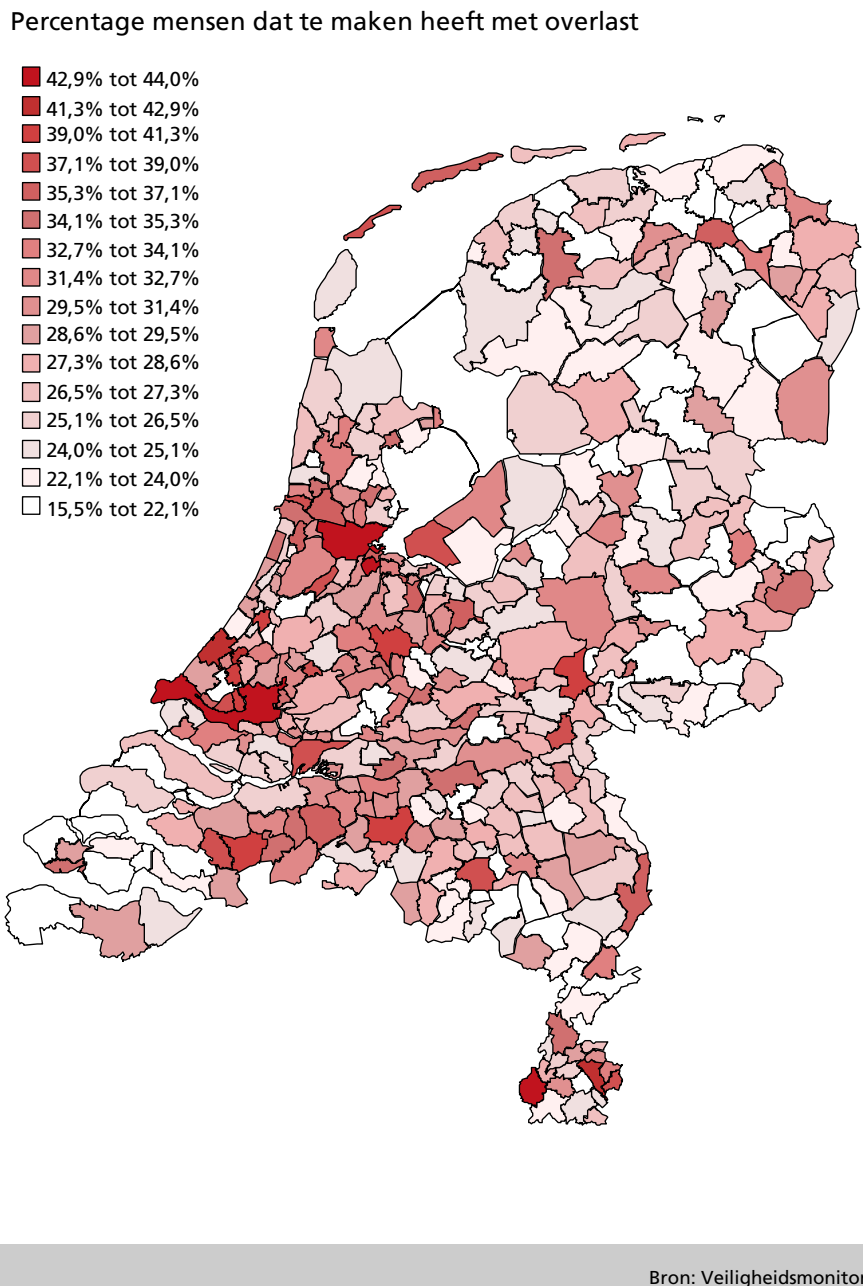 Percentage mensen dat te maken heeft met overlast
42,9% tot 44,0%
41,3% tot 42,9%
39,0% tot 41,3%
37,1% tot 39,0%
35,3% tot 37,1%
34,1% tot 35,3%
32,7% tot 34,1%
31,4% tot 32,7%
29,5% tot 31,4%
28,6% tot 29,5%
27,3% tot 28,6%
26,5% tot 27,3%
25,1% tot 26,5%
24,0% tot 25,1%
22,1% tot 24,0%
15,5% tot 22,1%
Bron: Veiligheidsmonitor